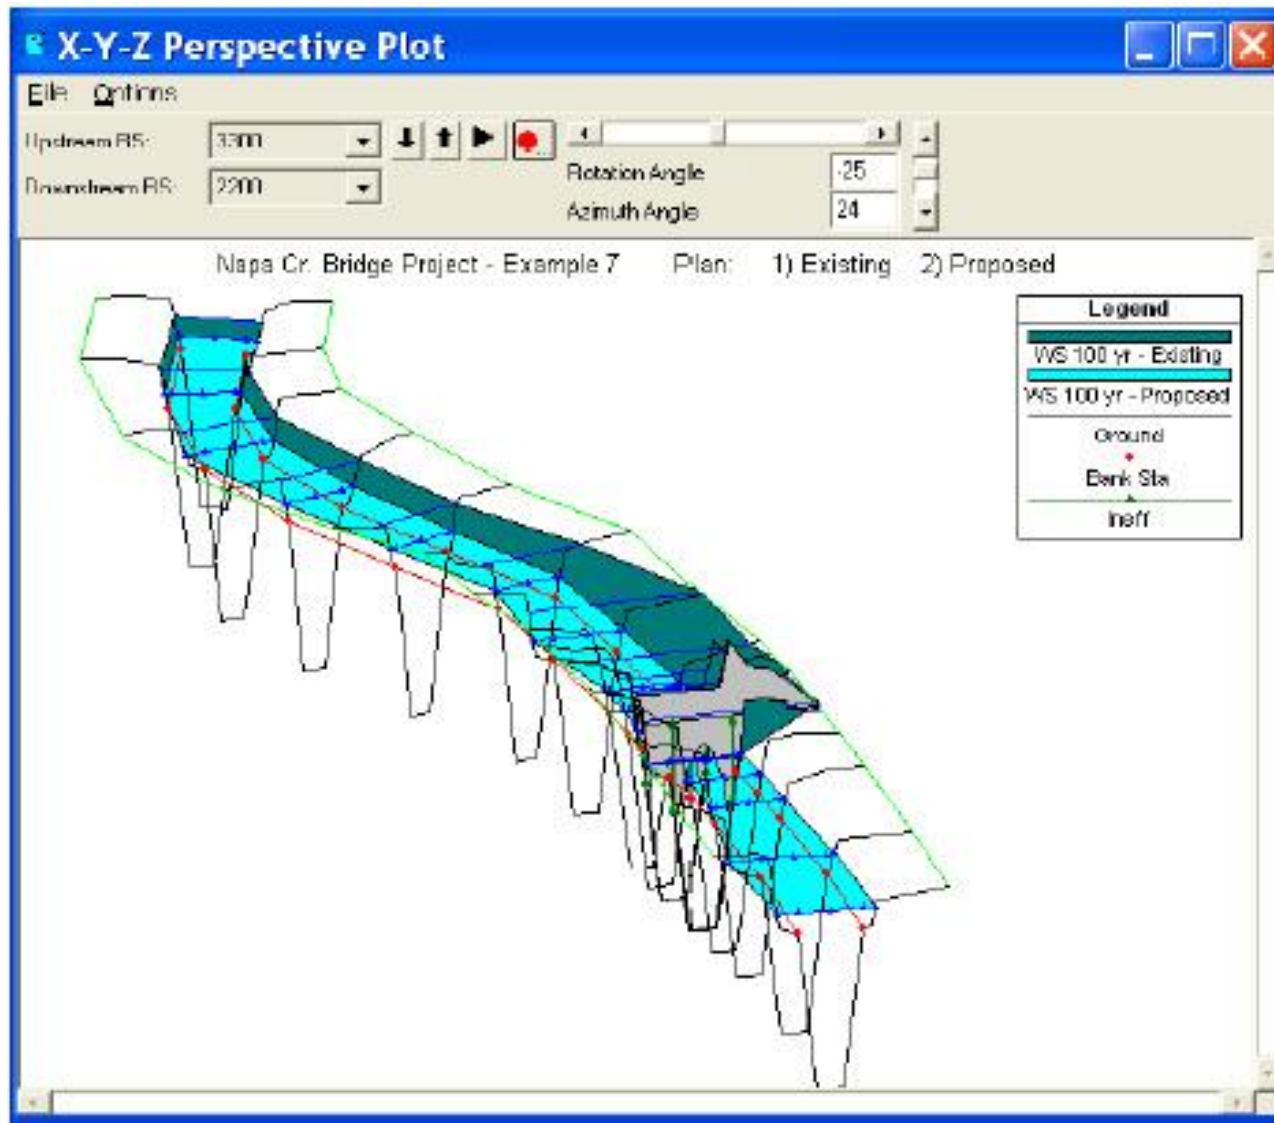 X-Y-Z Perspective Plot
File Options
Upstream RS: 3300
Downstream RS: 2200
Rotation Angle -25
Azimuth Angle 24
Napa Cr. Bridge Project - Example 7 Plan: 1) Existing 2) Proposed
Legend
WS 100 yr - Existing
WS 100 yr - Proposed
Ground
Bank Sta
Ineff